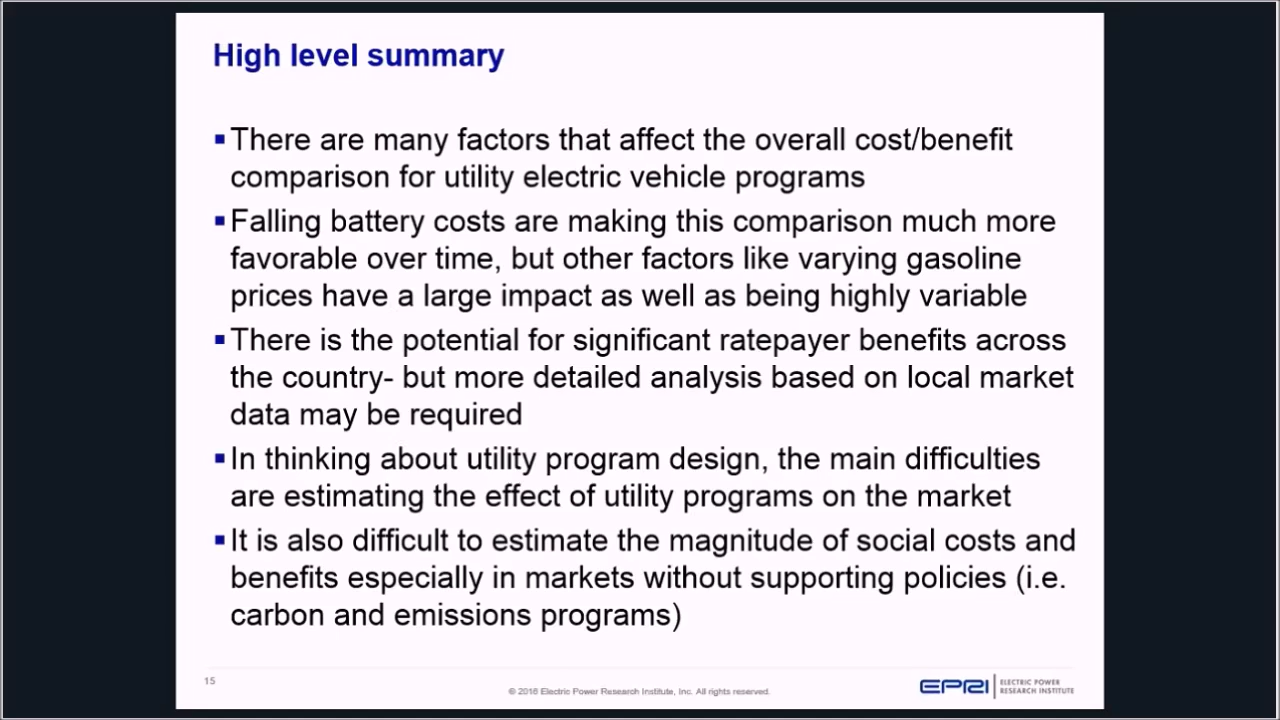 High level summary
▪There are many factors that affect the overall cost/benefit
comparison for utility electric vehicle programs
▪Falling battery costs are making this comparison much more
favorable over time, but other factors like varying gasoline
prices have a large impact as well as being highly variable
▪There is the potential for significant ratepayer benefits across
the country- but more detailed analysis based on local market
data may be required
▪In thinking about utility program design, the main difficulties
are estimating the effect of utility programs on the market
▪It is also difficult to estimate the magnitude of social costs and
benefits especially in markets without supporting policies (i.e.
carbon and emissions programs)
15
© 2016 Electric Power Research Institute, Inc. All rights reserved.
EPRI
ELECTRIC POWER
RESEARCH INSTITUTE